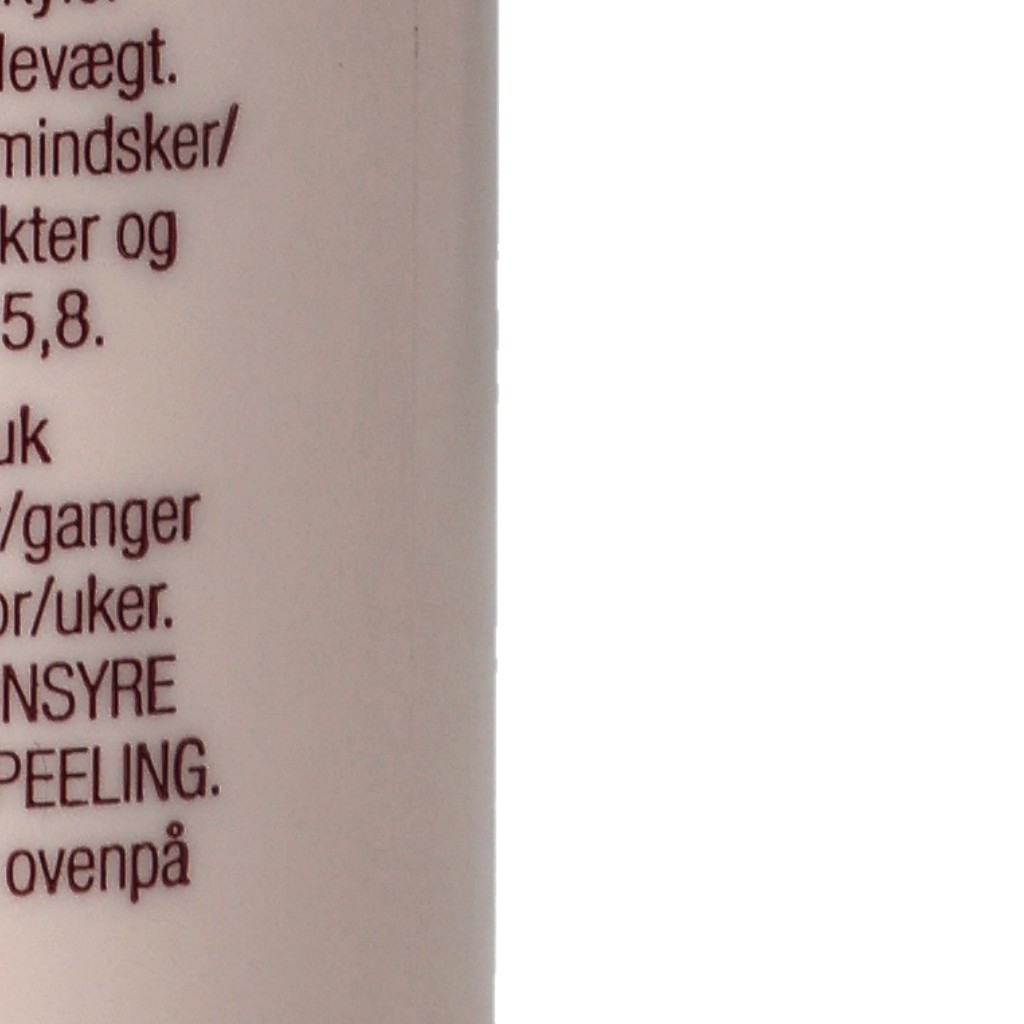 levægt.
mindsker/
kter og
5,8.
uk
/ganger
or/uker.
NSYRE
PEELING.
ovenpå